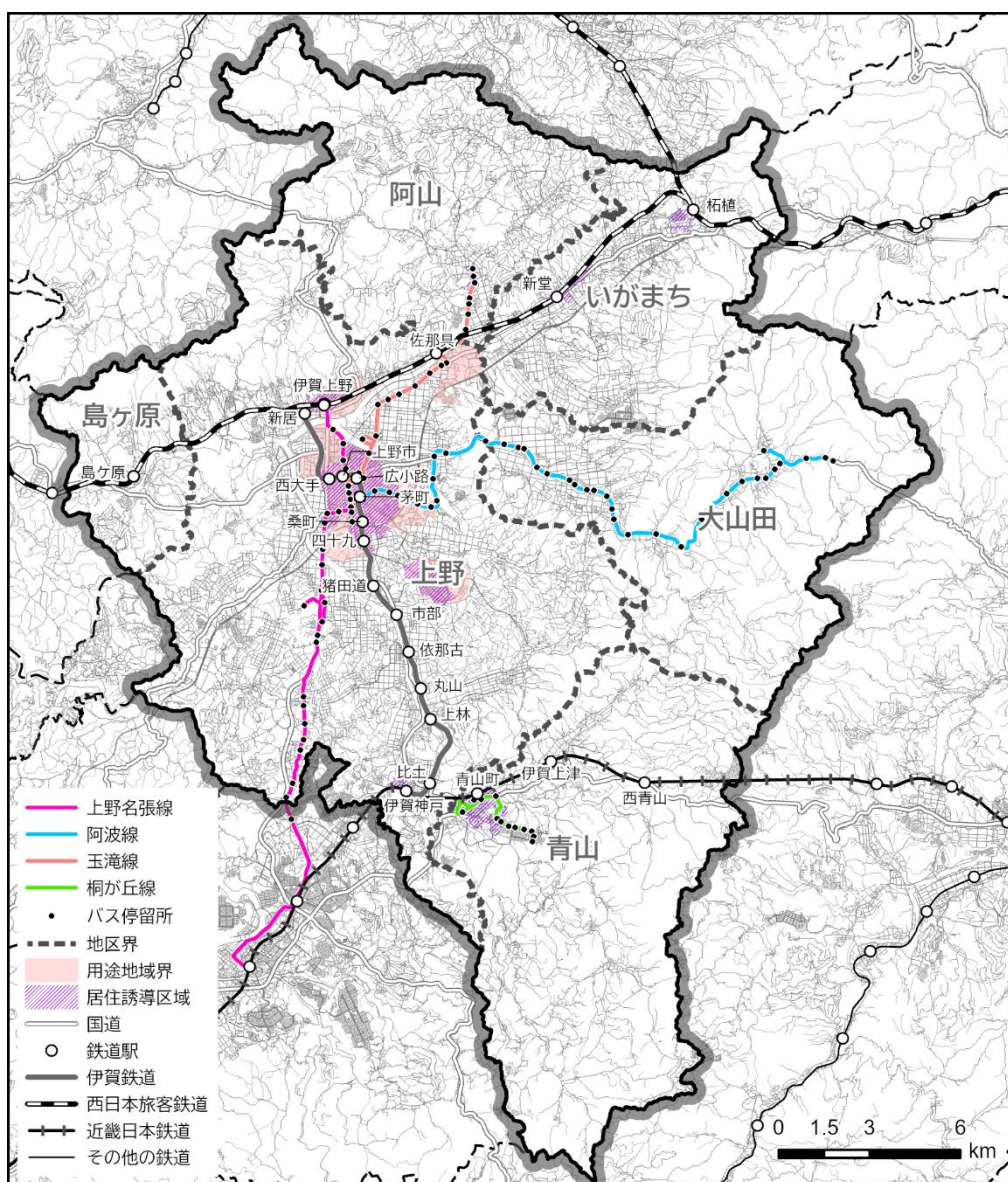 阿山
柘植
新堂
いがまち
佐那具
伊賀上野
新居
島ヶ原
島ヶ原
上野市
広小路
西大手
茅町
大山田
桑町
四十九
上野
猪田道
市部
依那古
丸山
上林
比土
青山町
伊賀上津
西青山
伊賀神戸
青山
上野名張線
阿波線
玉滝線
桐が丘線
バス停留所
地区界
用途地域界
居住誘導区域
国道
鉄道駅
伊賀鉄道
西日本旅客鉄道
近畿日本鉄道
その他の鉄道
0 1.5 3 6
km